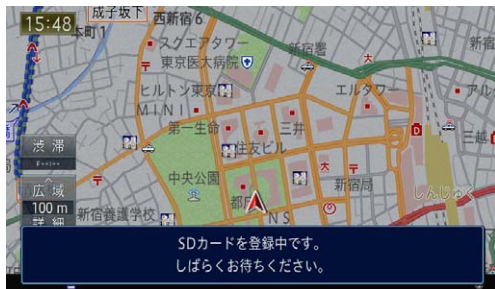 15:48
成子坂下
西新宿6
本町1
スクエアタワー
新宿署
東京医大病院
ヒルトン東京
エルタワー
MINI
第一生命
三井
住友ビル
三越
渋滞
中央公園
新宿局
しんじゅく
広域
100m
詳細
都庁
NS
新宿養護学校
SDカードを登録中です。
しばらくお待ちください。